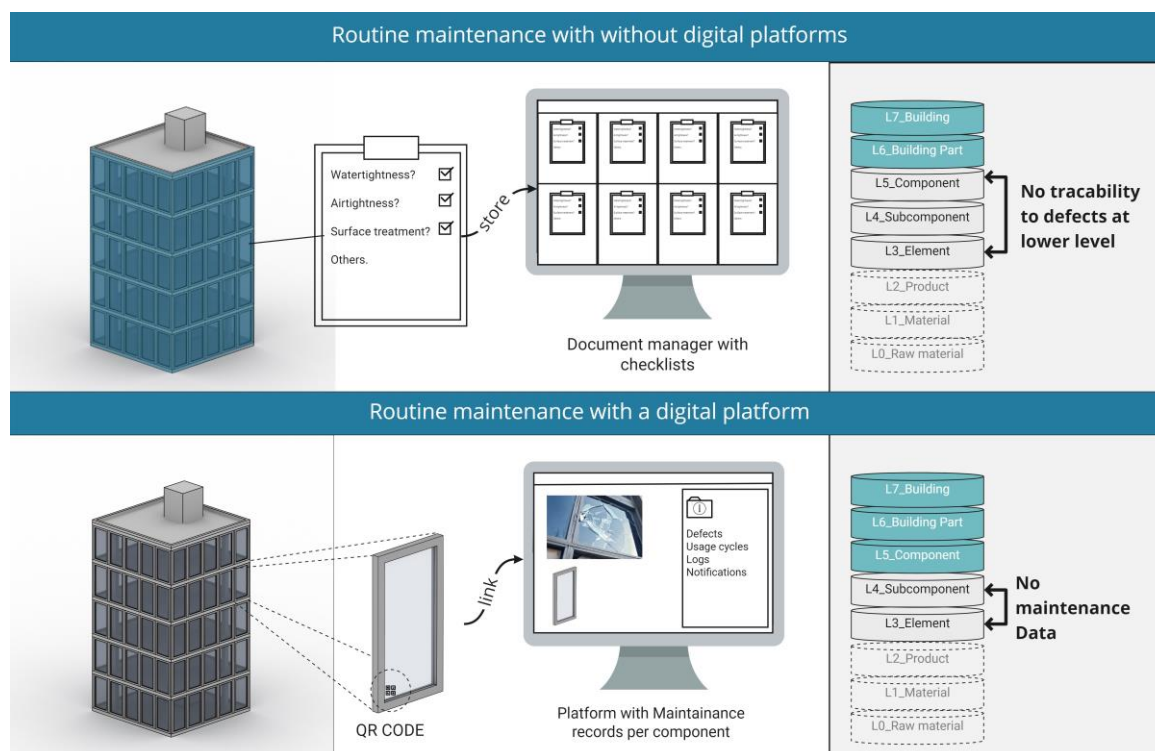 Routine maintenance with without digital platforms
Watertightness?
Airtightness?
Surface treatment?
Others.
store
Document manager with
checklists
L7_Building
L6_Building Part
L5_Component
L4_Subcomponent
L3_Element
L2_Product
L1_Material
L0_Raw material
No tracability
to defects at
lower level
Routine maintenance with a digital platform
QR CODE
link
Defects
Usage cycles
Logs
Notifications
Platform with Maintainance
records per component
L7_Building
L6_Building Part
L5_Component
L4_Subcomponent
L3_Element
L2_Product
L1_Material
L0_Raw material
No
maintenance
Data